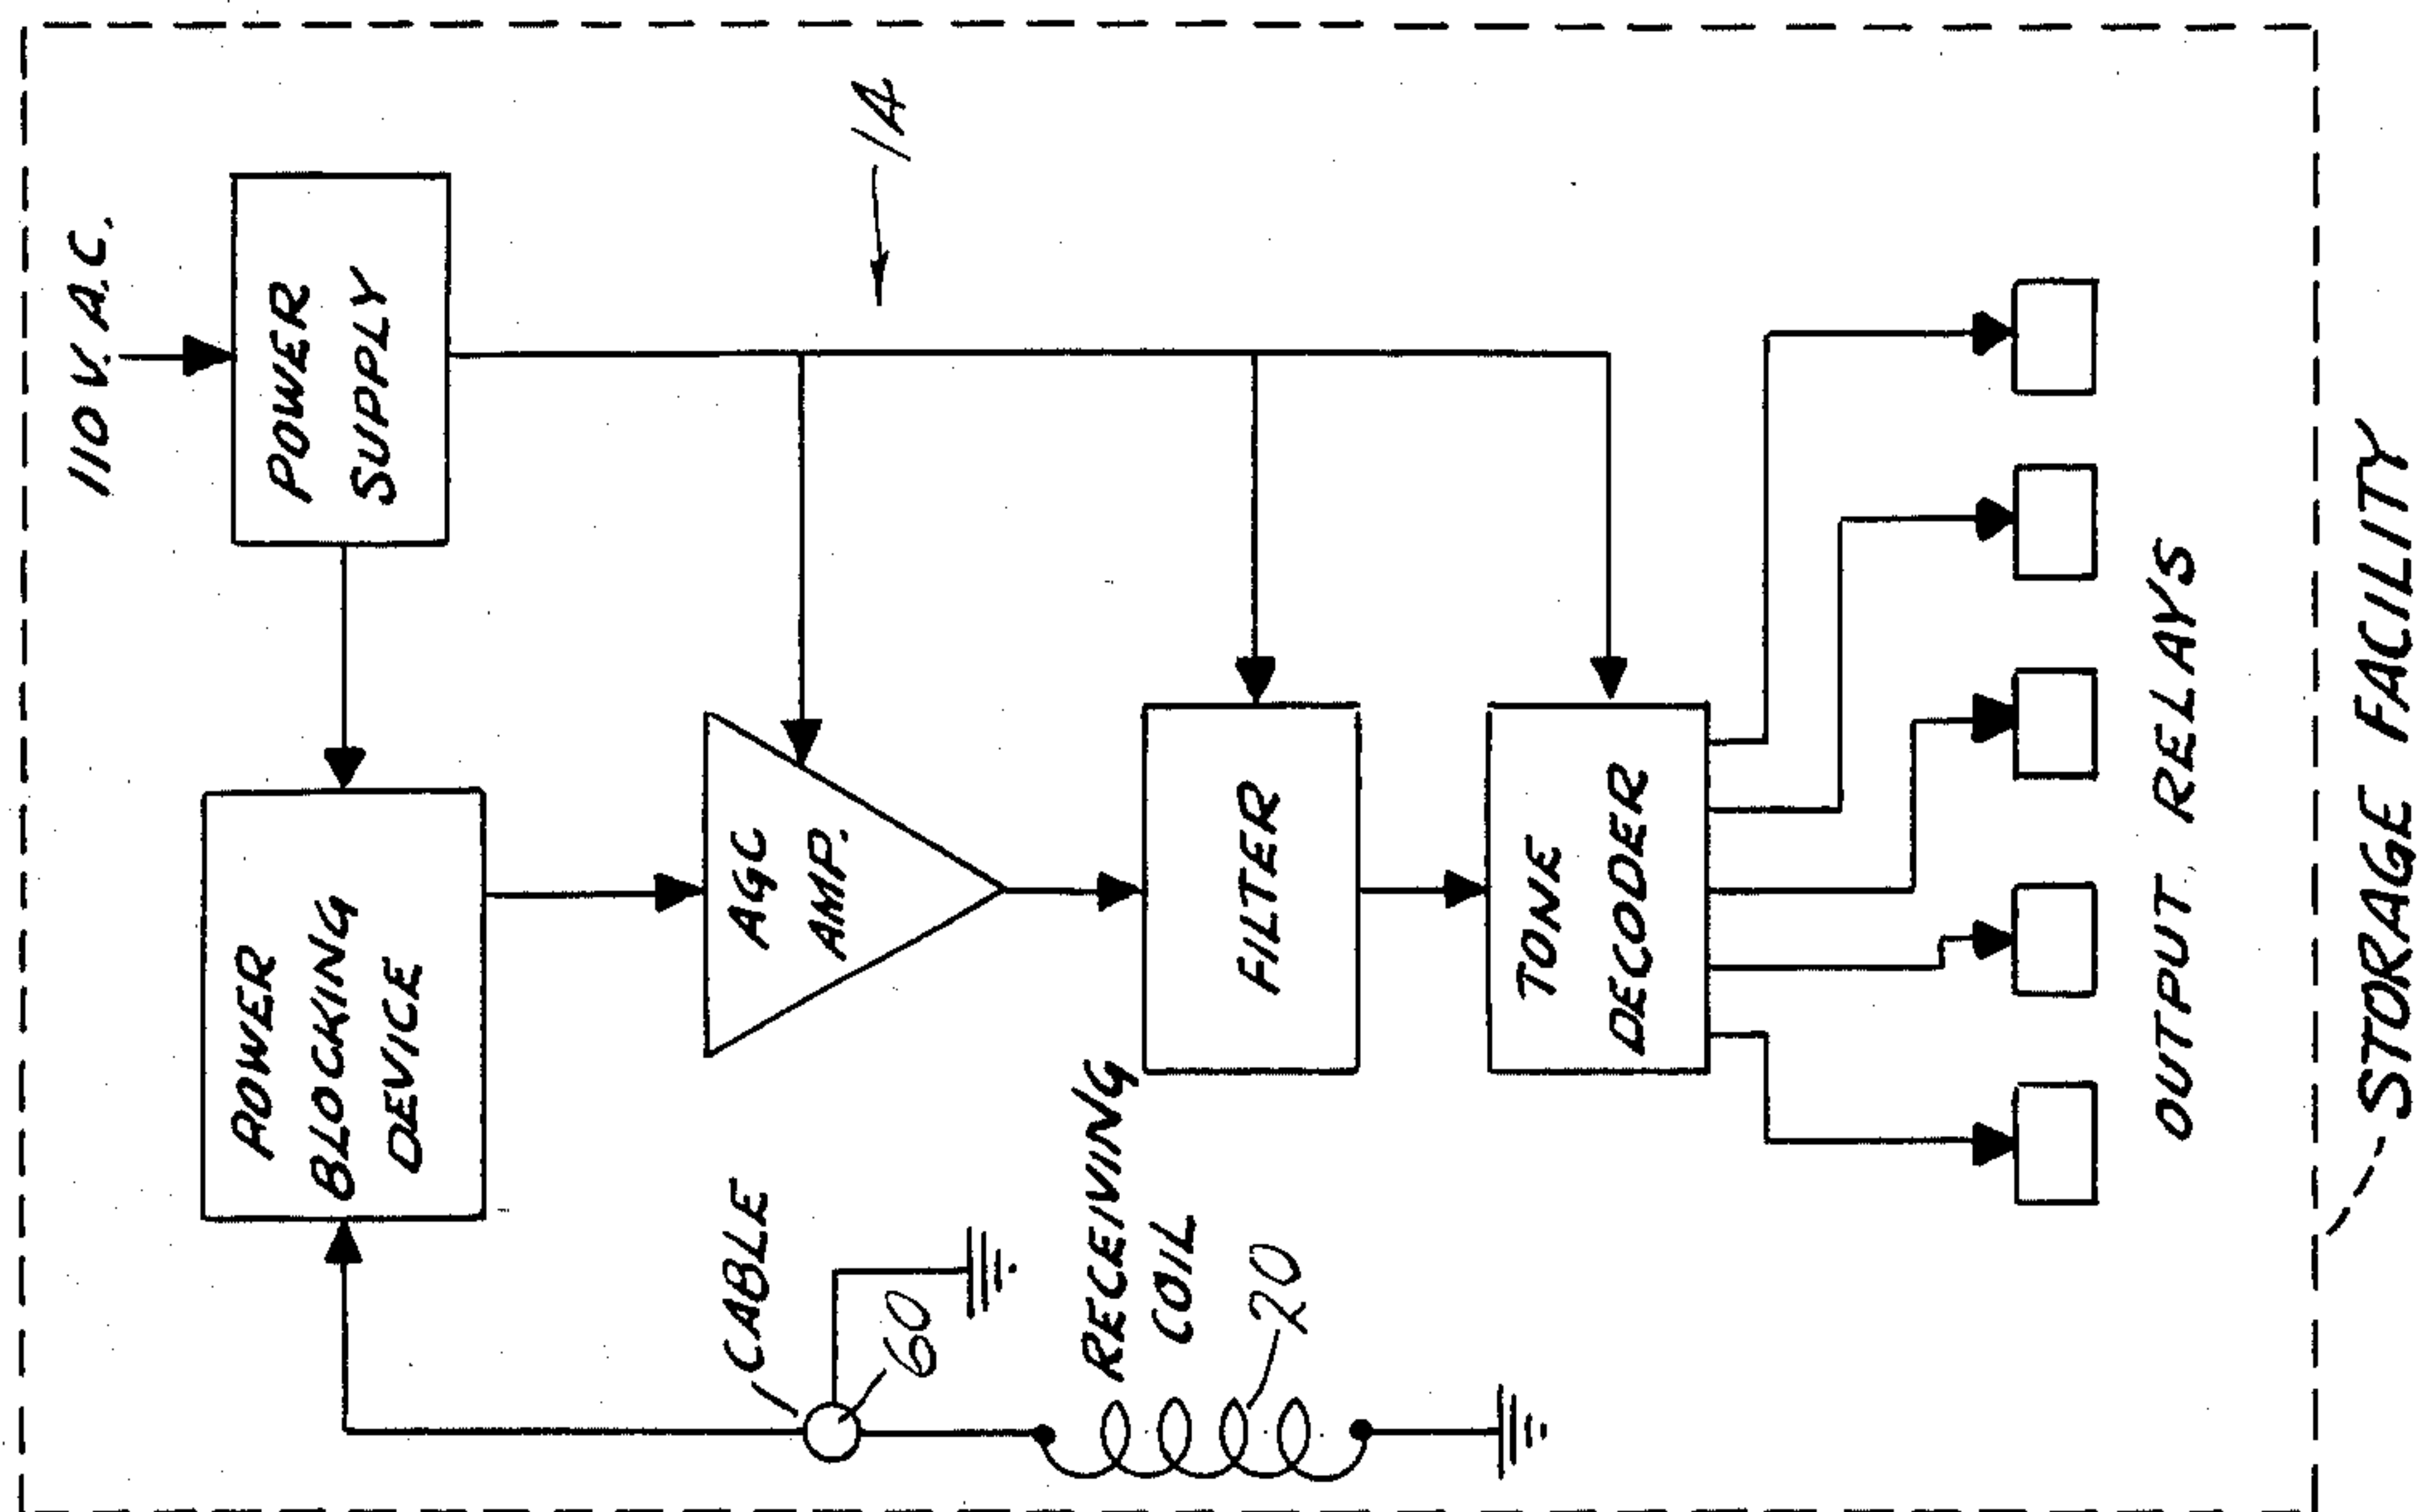 110 V. A.C.
POWER
SUPPLY
POWER
BLOCKING
DEVICE
1A
AGC
AMP.
CABLE
60
RECEIVING
COIL
20
FILTER
TONE
DECODER
OUTPUT RELAYS
STORAGE FACILITY